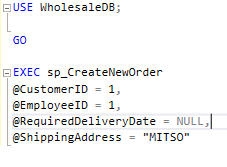 USE WholesaleDB;
GO
EXEC sp_CreateNewOrder
@CustomerID = 1,
@EmployeeID = 1,
@RequiredDeliveryDate = NULL,
@ShippingAddress = "MITSO"